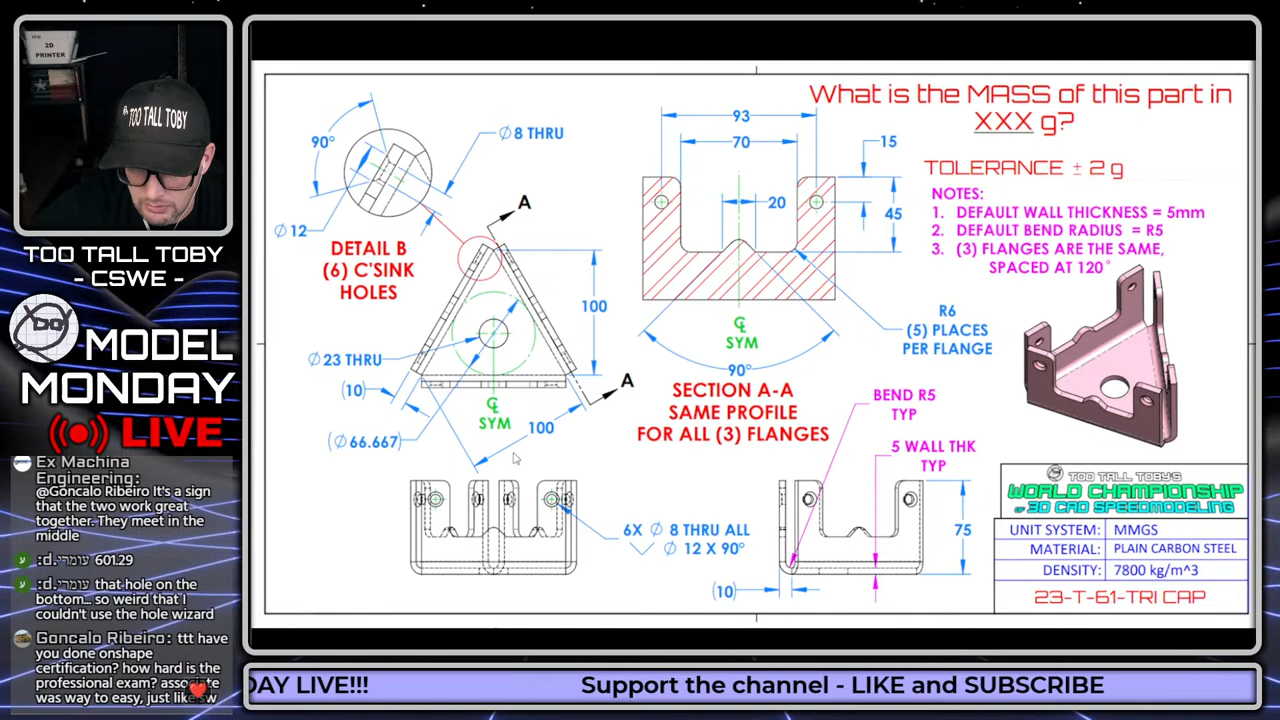 2D
PRINTER
TOO TALL TOBY
TOO TALL TOBY
- CSWE -
MODEL
MONDAY
LIVE
Ex Machina
Engineering:
@Goncalo Ribeiro It's a sign
that the two work great
together. They meet in the
middle
:d.עומרי 601.29
:d.עומרי that hole on the
bottom... so weird that I
couldn't use the hole wizard
Goncalo Ribeiro: ttt have
you done onshape
certification? how hard is the
professional exam? associate
was way to easy, just like sw
What is the MASS of this part in
XXX g?
TOLERANCE ± 2 g
NOTES:
1. DEFAULT WALL THICKNESS = 5mm
2. DEFAULT BEND RADIUS = R5
3. (3) FLANGES ARE THE SAME,
SPACED AT 120°
90°
Ø 8 THRU
Ø 12
DETAIL B
(6) C'SINK
HOLES
A
100
Ø 23 THRU
(10)
(Ø 66.667)
℄
SYM
100
A
93
70
15
20
45
R6
(5) PLACES
PER FLANGE
℄
SYM
90°
SECTION A-A
SAME PROFILE
FOR ALL (3) FLANGES
BEND R5
TYP
5 WALL THK
TYP
6X Ø 8 THRU ALL
⌵ Ø 12 X 90°
75
(10)
TOO TALL TOBY'S
WORLD CHAMPIONSHIP
OF 3D CAD SPEEDMODELING
UNIT SYSTEM: MMGS
MATERIAL: PLAIN CARBON STEEL
DENSITY: 7800 kg/m^3
23-T-61-TRI CAP
DAY LIVE!!! Support the channel - LIKE and SUBSCRIBE